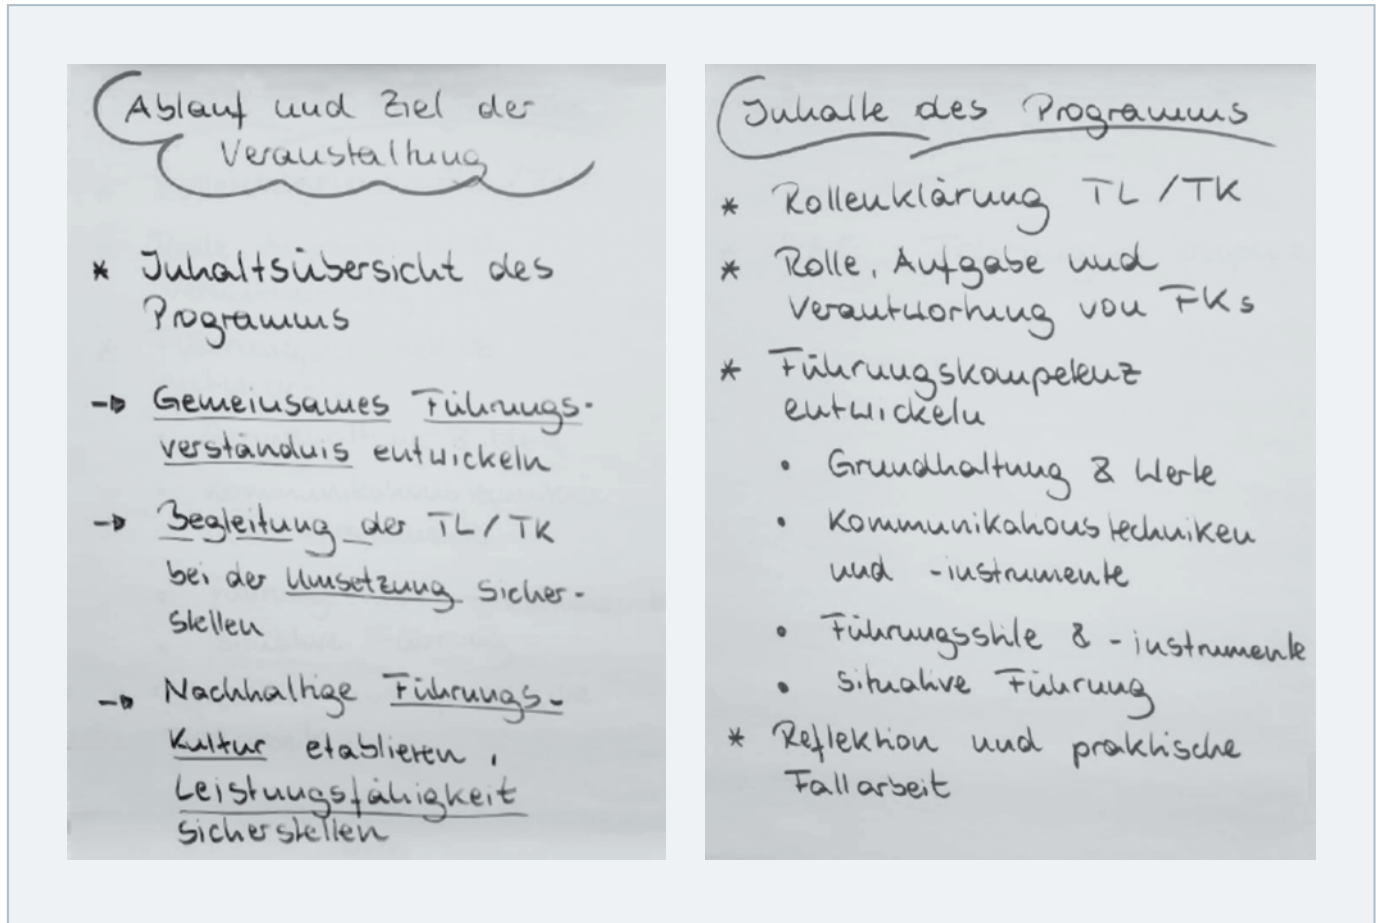 Ablauf und Ziel der
Veranstaltung
* Inhaltsübersicht des
Programms
→ Gemeinsames Führungs-
verständnis entwickeln
→ Begleitung der TL/TK
bei der Umsetzung sicher-
stellen
→ Nachhaltige Führungs-
Kultur etablieren,
Leistungsfähigkeit
sicherstellen
Inhalte des Programms
* Rollenklärung TL/TK
* Rolle, Aufgabe und
Verantwortung von FKs
* Führungskompetenz
entwickeln
• Grundhaltung & Werte
• Kommunikationstechniken
und -instrumente
• Führungsstile & -instrumente
• situative Führung
* Reflektion und praktische
Fallarbeit